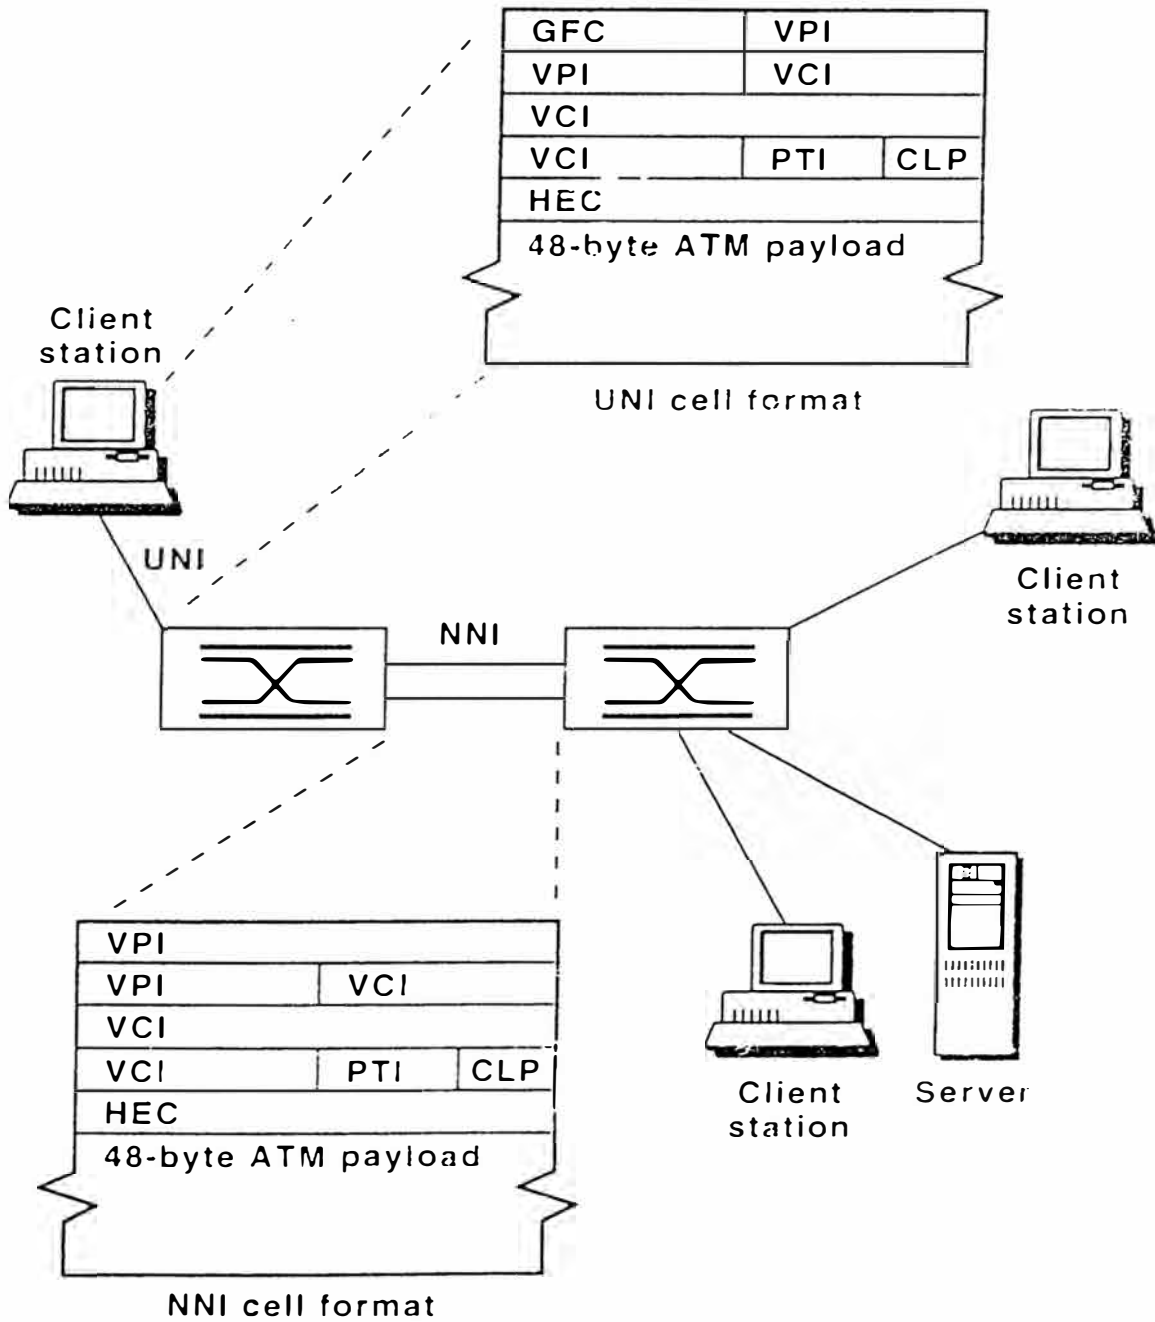 GFC VPI
VPI VCI
VCI
VCI PTI CLP
HEC
48-byte ATM payload
UNI cell format
Client
station
UNI
Client
station
NNI
VPI
VPI VCI
VCI
VCI PTI CLP
HEC
48-byte ATM payload
NNI cell format
Client
station
Server